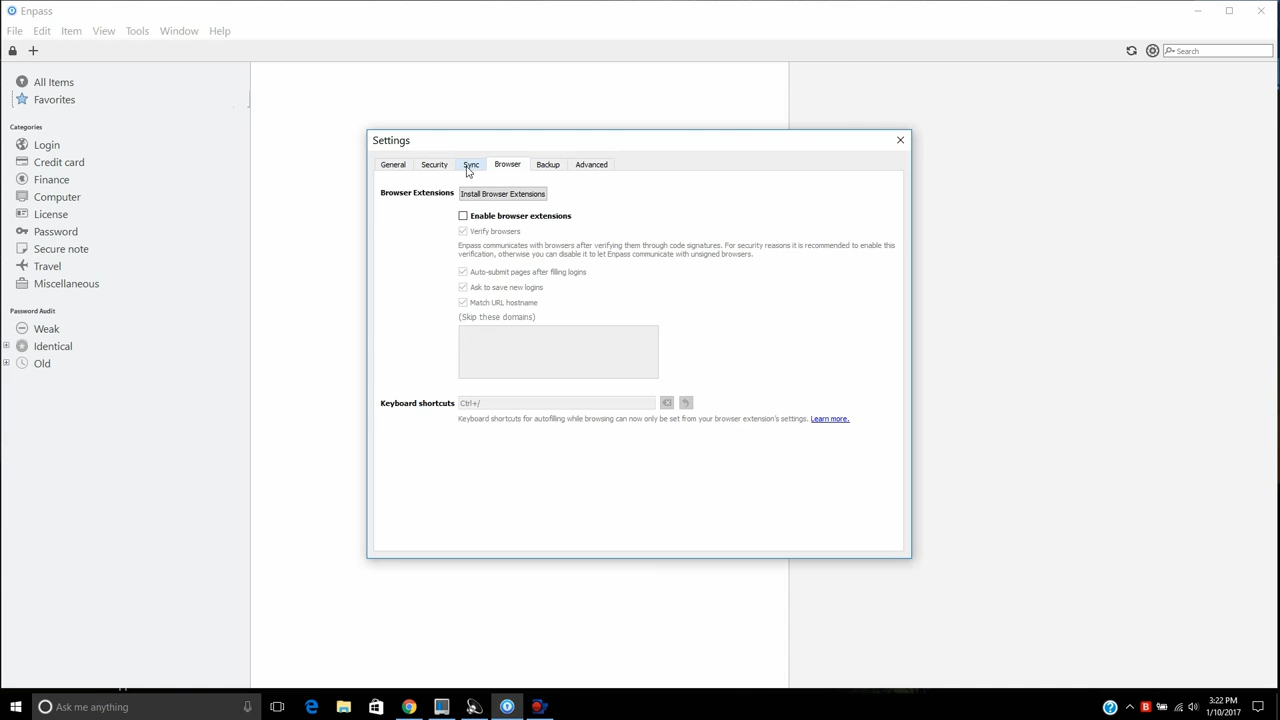 Enpass
File Edit Item View Tools Window Help
Search
All Items
Favorites
Categories
Login
Credit card
Finance
Computer
License
Password
Secure note
Travel
Miscellaneous
Password Audit
Weak
Identical
Old
Settings
General Security Sync Browser Backup Advanced
Browser Extensions Install Browser Extensions
Enable browser extensions
Verify browsers
Enpass communicates with browsers after verifying them through code signatures. For security reasons it is recommended to enable this
verification, otherwise you can disable it to let Enpass communicate with unsigned browsers.
Auto-submit pages after filling logins
Ask to save new logins
Match URL hostname
(Skip these domains)
Keyboard shortcuts Ctrl+/
Keyboard shortcuts for autofilling while browsing can now only be set from your browser extension's settings. Learn more.
Ask me anything
3:22 PM
1/10/2017